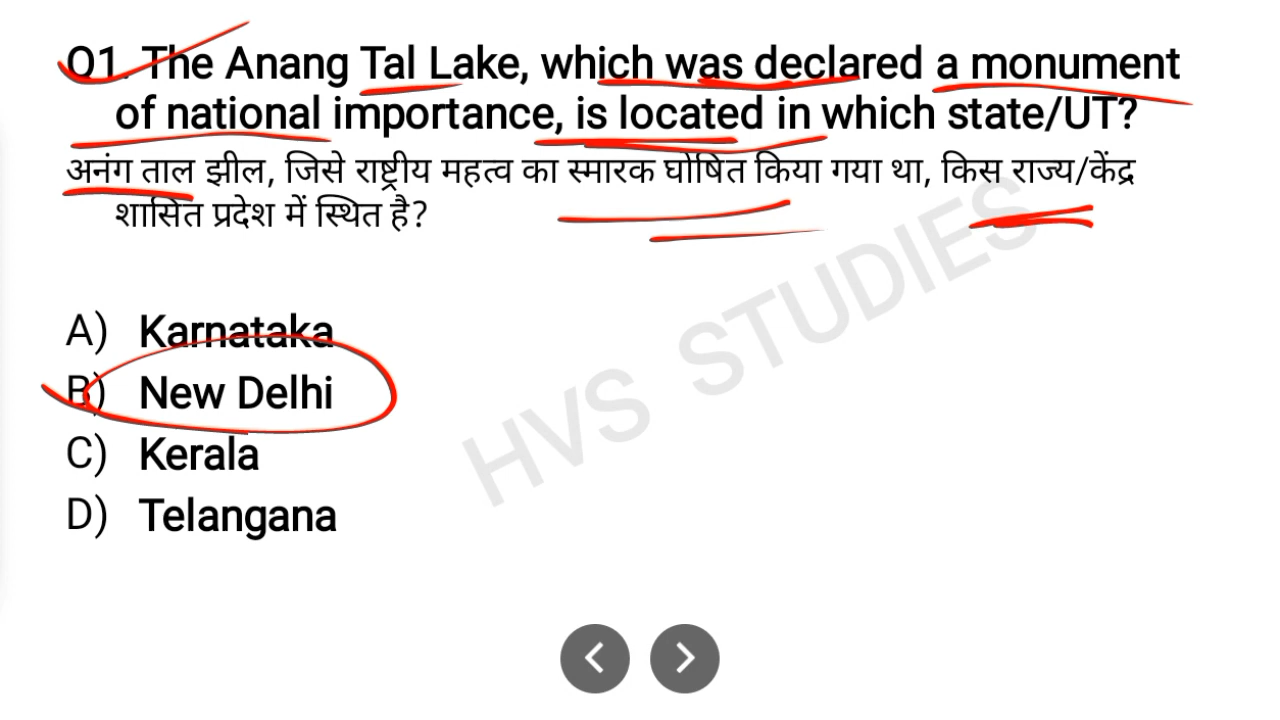 Q1. The Anang Tal Lake, which was declared a monument
of national importance, is located in which state/UT?
अनंग ताल झील, जिसे राष्ट्रीय महत्व का स्मारक घोषित किया गया था, किस राज्य/केंद्र
शासित प्रदेश में स्थित है?
A) Karnataka
B) New Delhi
C) Kerala
D) Telangana
HVS STUDIES